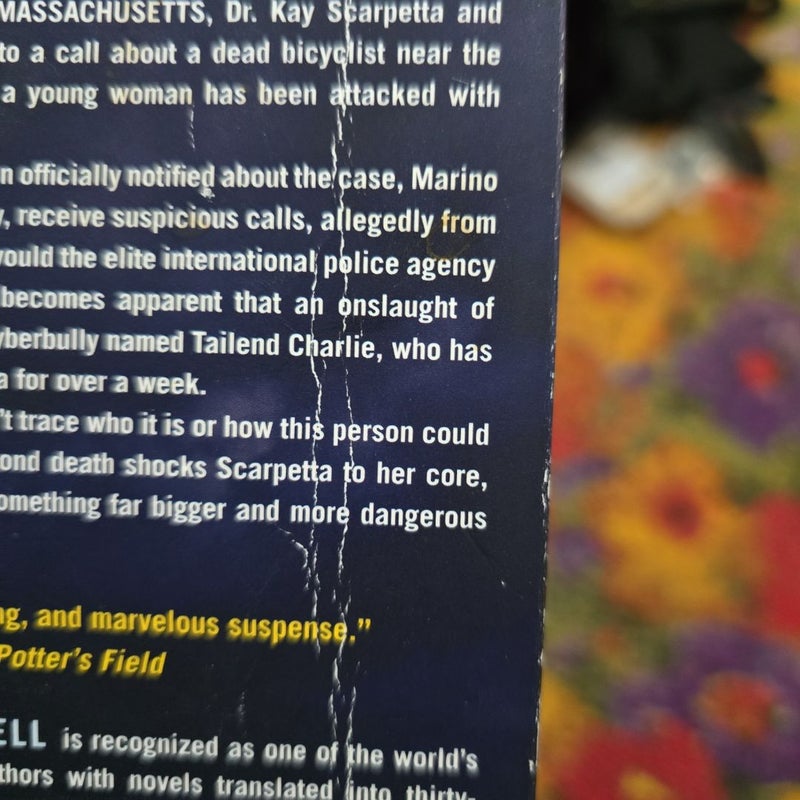 MASSACHUSETTS, Dr. Kay Scarpetta and
to a call about a dead bicyclist near the
a young woman has been attacked with
n officially notified about the case, Marino
, receive suspicious calls, allegedly from
ould the elite international police agency
becomes apparent that an onslaught of
yberbully named Tailend Charlie, who has
a for over a week.
't trace who it is or how this person could
ond death shocks Scarpetta to her core,
omething far bigger and more dangerous
ng, and marvelous suspense.”
Potter's Field
ELL is recognized as one of the world's
thors with novels translated into thirty-